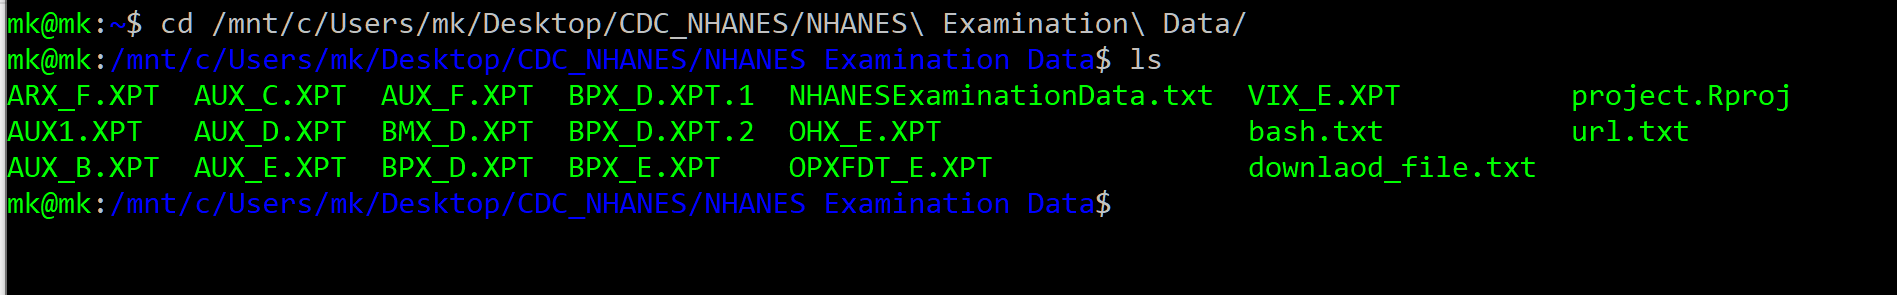 mk@mk:~$ cd /mnt/c/Users/mk/Desktop/CDC_NHANES/NHANES\ Examination\ Data/
mk@mk:/mnt/c/Users/mk/Desktop/CDC_NHANES/NHANES Examination Data$ ls
ARX_F.XPT  AUX_C.XPT  AUX_F.XPT  BPX_D.XPT.1  NHANESExaminationData.txt  VIX_E.XPT          project.Rproj
AUX1.XPT   AUX_D.XPT  BMX_D.XPT  BPX_D.XPT.2  OHX_E.XPT                  bash.txt           url.txt
AUX_B.XPT  AUX_E.XPT  BPX_D.XPT  BPX_E.XPT    OPXFDT_E.XPT               downlaod_file.txt
mk@mk:/mnt/c/Users/mk/Desktop/CDC_NHANES/NHANES Examination Data$